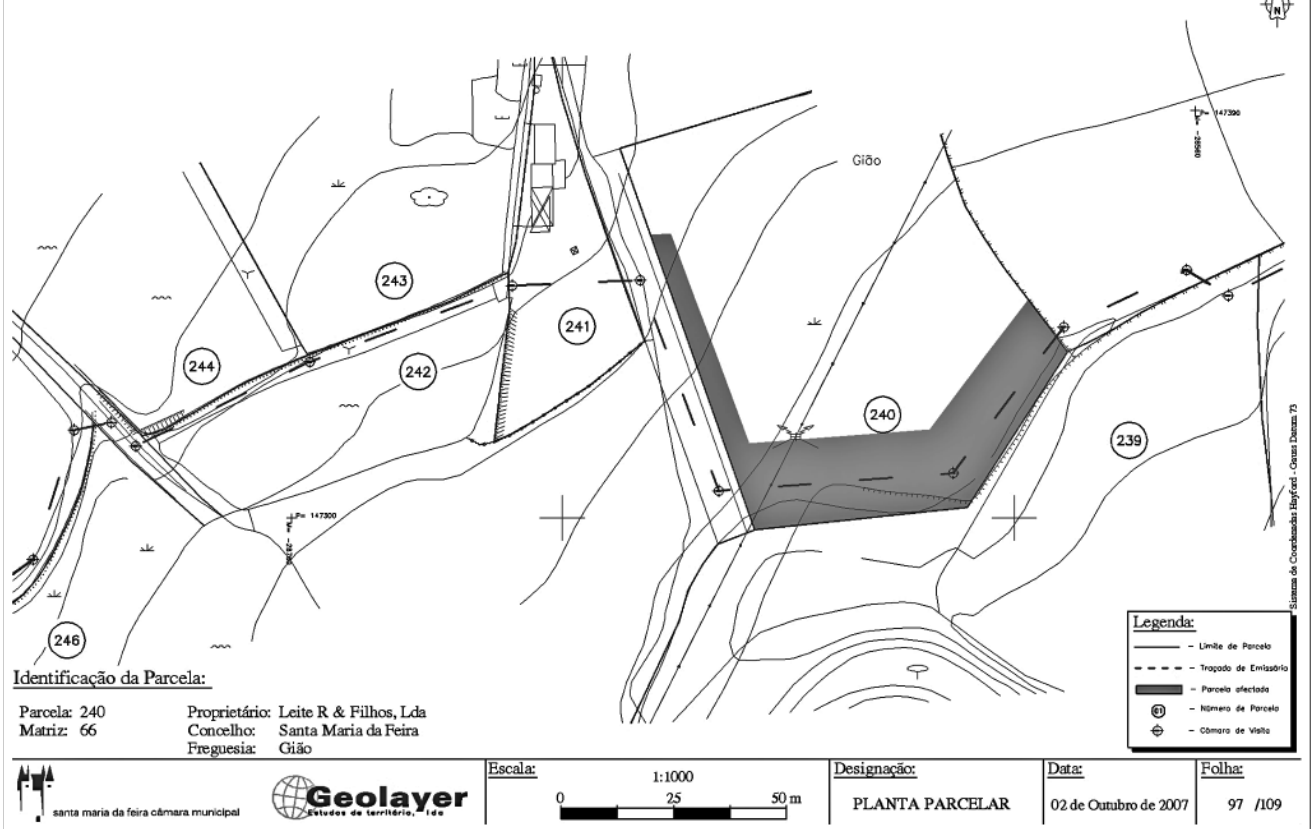 N
P= 147390
M= -28560
Gião
243
241
244
242
240
239
P= 147300
246
Sistema de Coordenadas Hayford - Gauss Datum 73
Identificação da Parcela:
Parcela: 240
Matriz: 66
Proprietário: Leite R & Filhos, Lda
Concelho: Santa Maria da Feira
Freguesia: Gião
Legenda:
- Limite de Parcela
- Traçado de Emissário
- Parcela afectada
01 - Número de Parcela
- Câmara de Visita
santa maria da feira câmara municipal
Geolayer
Estudos de território, lda
Escala:
1:1000
0 25 50 m
Designação:
PLANTA PARCELAR
Data:
02 de Outubro de 2007
Folha:
97 /109